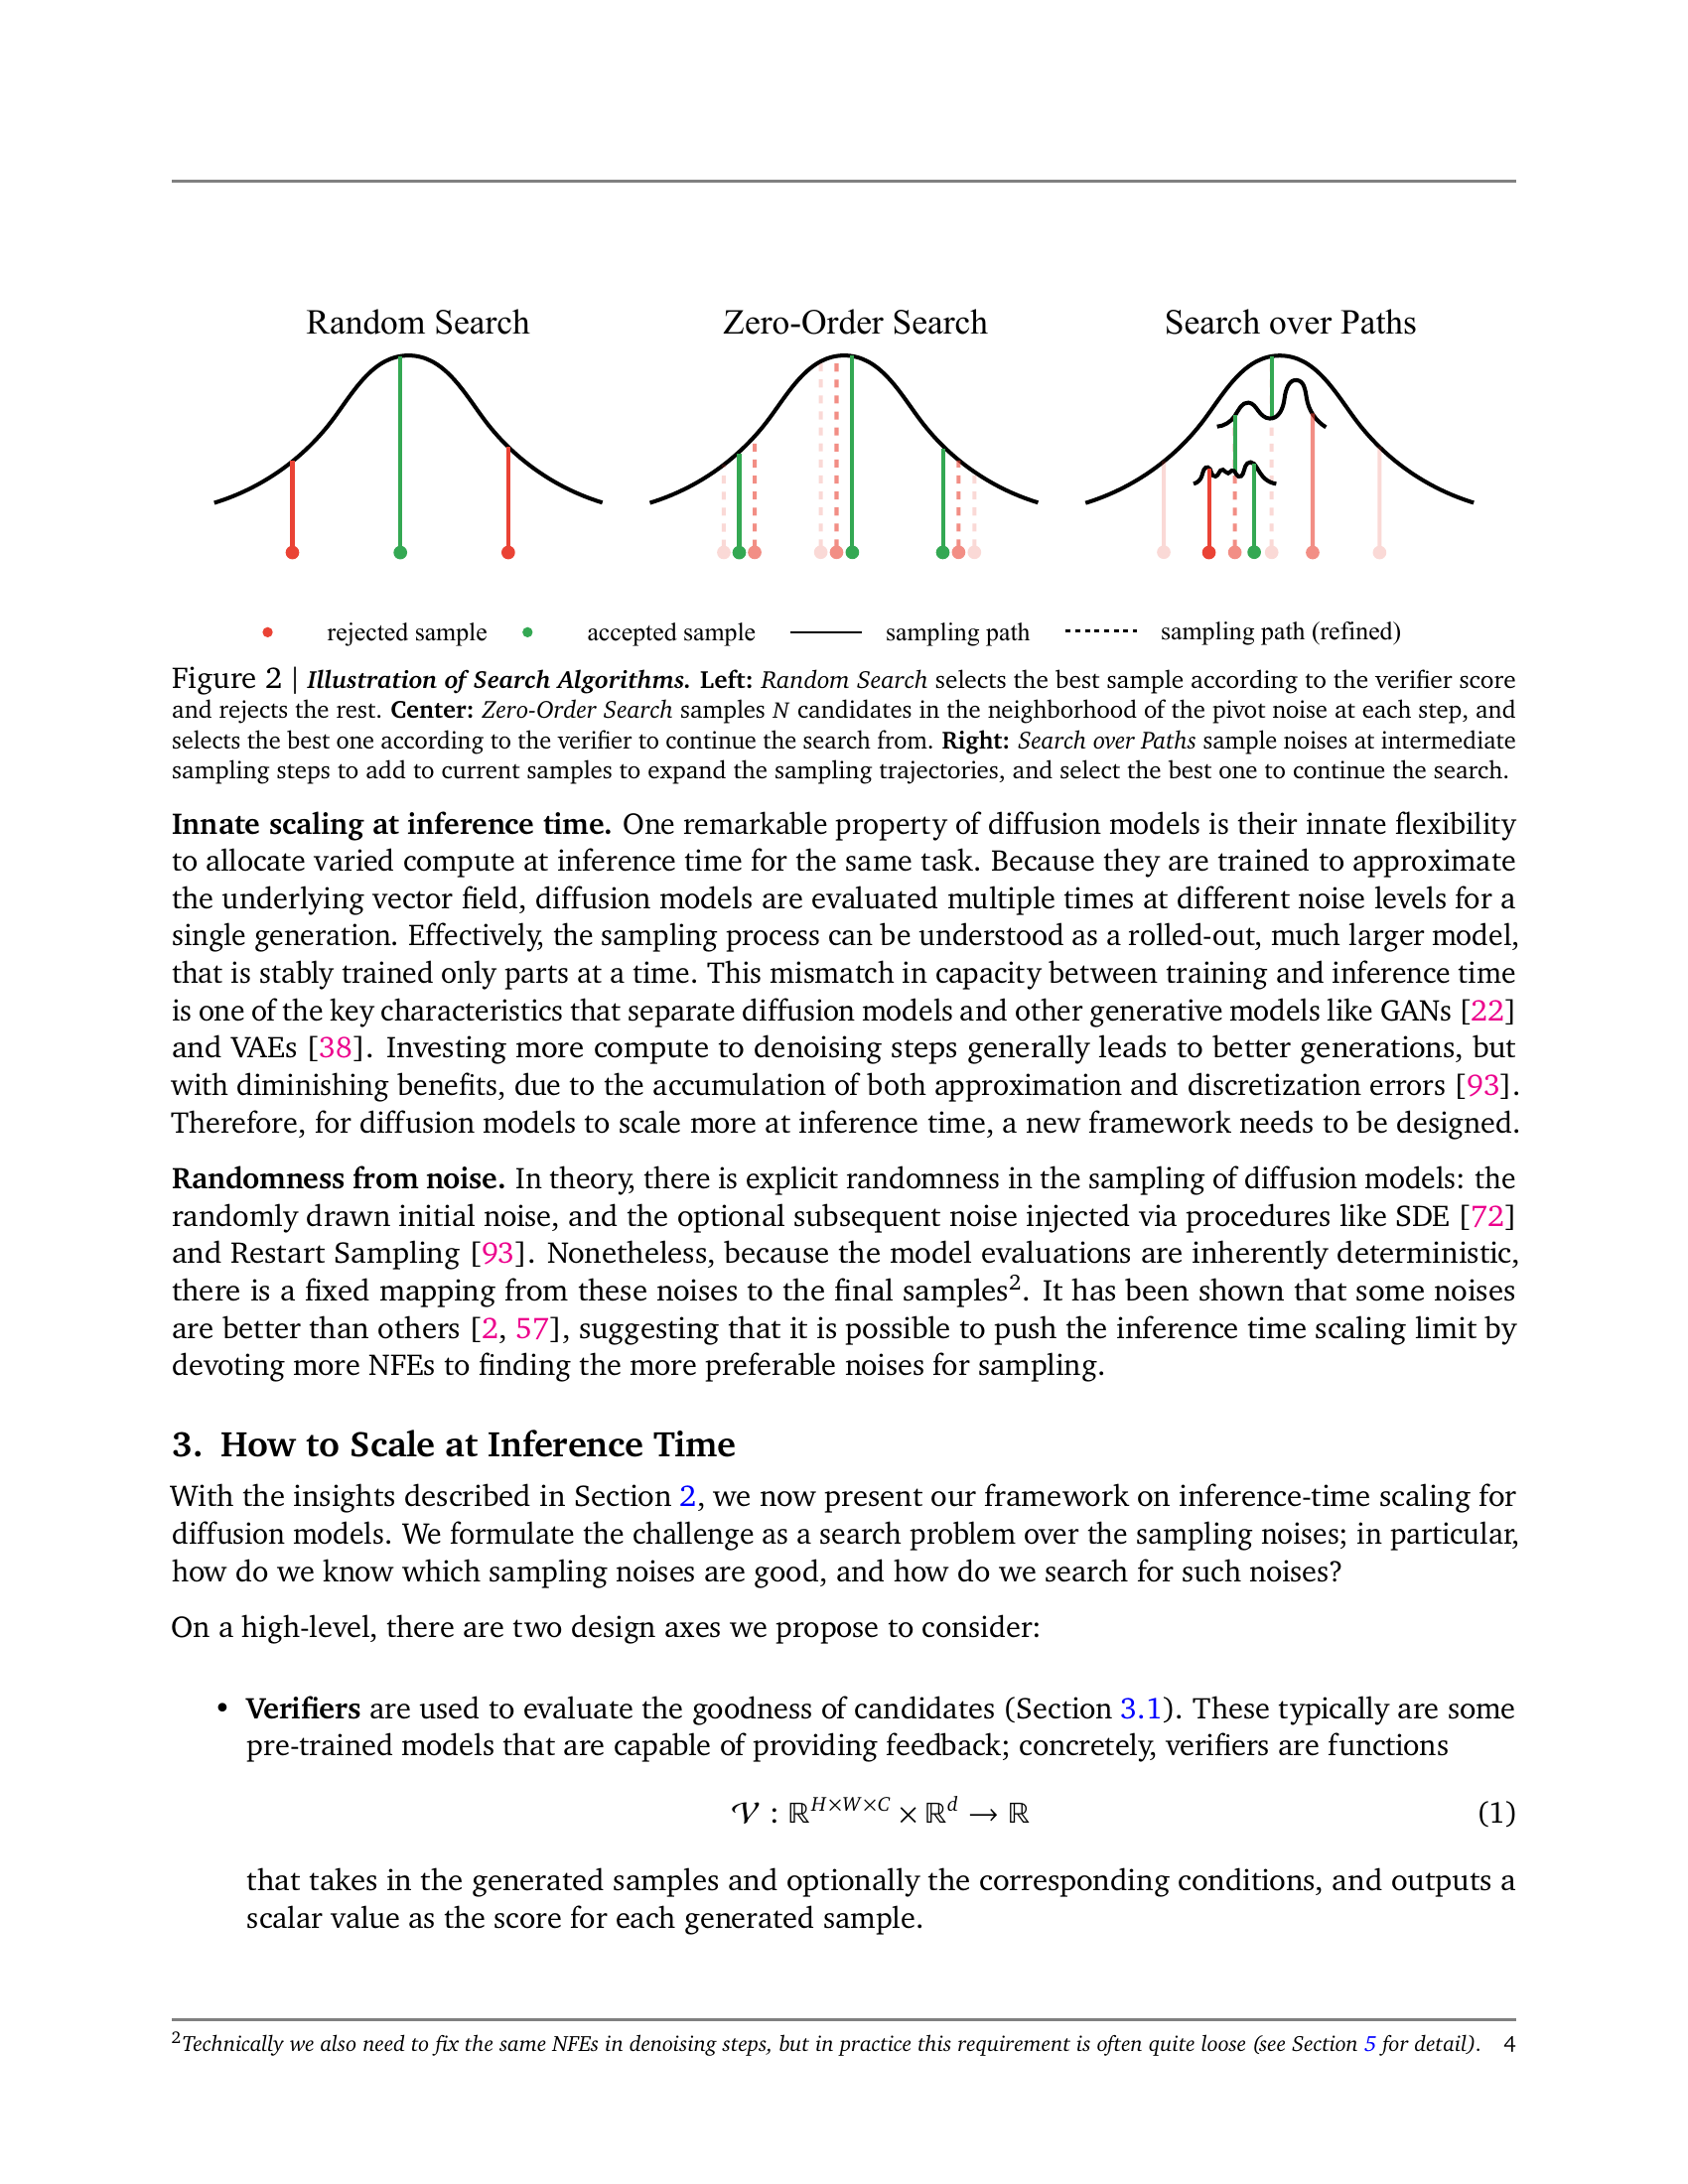 Random Search
Zero-Order Search
Search over Paths
rejected sample
accepted sample
sampling path
sampling path (refined)
Figure 2 | Illustration of Search Algorithms. Left: Random Search selects the best sample according to the verifier score
and rejects the rest. Center: Zero-Order Search samples N candidates in the neighborhood of the pivot noise at each step, and
selects the best one according to the verifier to continue the search from. Right: Search over Paths sample noises at intermediate
sampling steps to add to current samples to expand the sampling trajectories, and select the best one to continue the search.
Innate scaling at inference time. One remarkable property of diffusion models is their innate flexibility
to allocate varied compute at inference time for the same task. Because they are trained to approximate
the underlying vector field, diffusion models are evaluated multiple times at different noise levels for a
single generation. Effectively, the sampling process can be understood as a rolled-out, much larger model,
that is stably trained only parts at a time. This mismatch in capacity between training and inference time
is one of the key characteristics that separate diffusion models and other generative models like GANs [22]
and VAEs [38]. Investing more compute to denoising steps generally leads to better generations, but
with diminishing benefits, due to the accumulation of both approximation and discretization errors [93].
Therefore, for diffusion models to scale more at inference time, a new framework needs to be designed.
Randomness from noise. In theory, there is explicit randomness in the sampling of diffusion models: the
randomly drawn initial noise, and the optional subsequent noise injected via procedures like SDE [72]
and Restart Sampling [93]. Nonetheless, because the model evaluations are inherently deterministic,
there is a fixed mapping from these noises to the final samples². It has been shown that some noises
are better than others [2, 57], suggesting that it is possible to push the inference time scaling limit by
devoting more NFEs to finding the more preferable noises for sampling.
3. How to Scale at Inference Time
With the insights described in Section 2, we now present our framework on inference-time scaling for
diffusion models. We formulate the challenge as a search problem over the sampling noises; in particular,
how do we know which sampling noises are good, and how do we search for such noises?
On a high-level, there are two design axes we propose to consider:
• Verifiers are used to evaluate the goodness of candidates (Section 3.1). These typically are some
pre-trained models that are capable of providing feedback; concretely, verifiers are functions
𝒱 : ℝ^{H×W×C} × ℝ^d → ℝ (1)
that takes in the generated samples and optionally the corresponding conditions, and outputs a
scalar value as the score for each generated sample.
²Technically we also need to fix the same NFEs in denoising steps, but in practice this requirement is often quite loose (see Section 5 for detail). 4